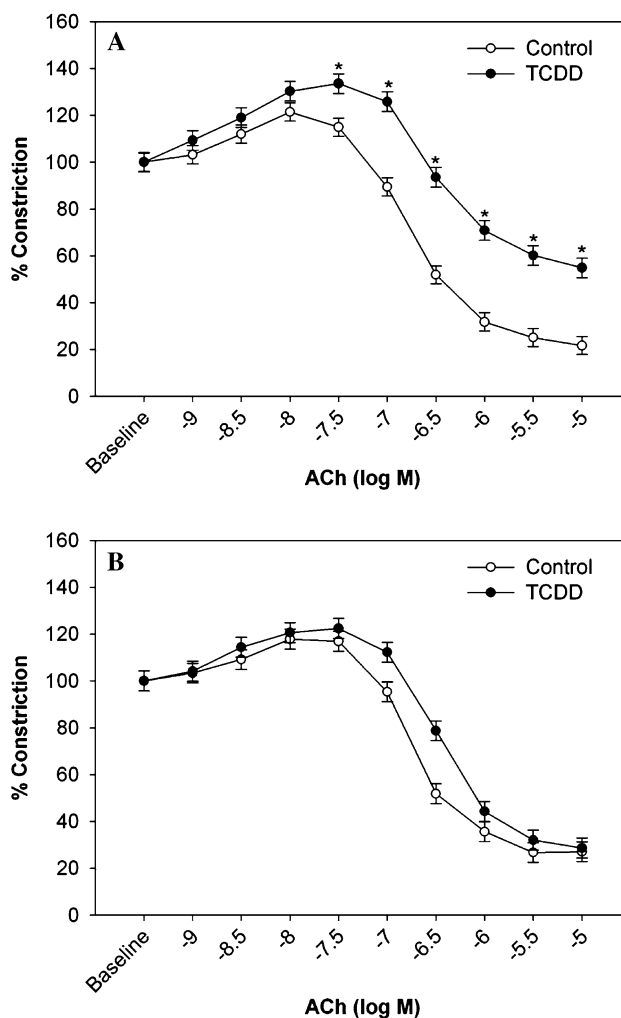 A
Control
TCDD
% Constriction
160
140
120
100
80
60
40
20
0
* * * * * *
Baseline -9 -8.5 -8 -7.5 -7 -6.5 -6 -5.5 -5
ACh (log M)
B
Control
TCDD
% Constriction
160
140
120
100
80
60
40
20
0
Baseline -9 -8.5 -8 -7.5 -7 -6.5 -6 -5.5 -5
ACh (log M)